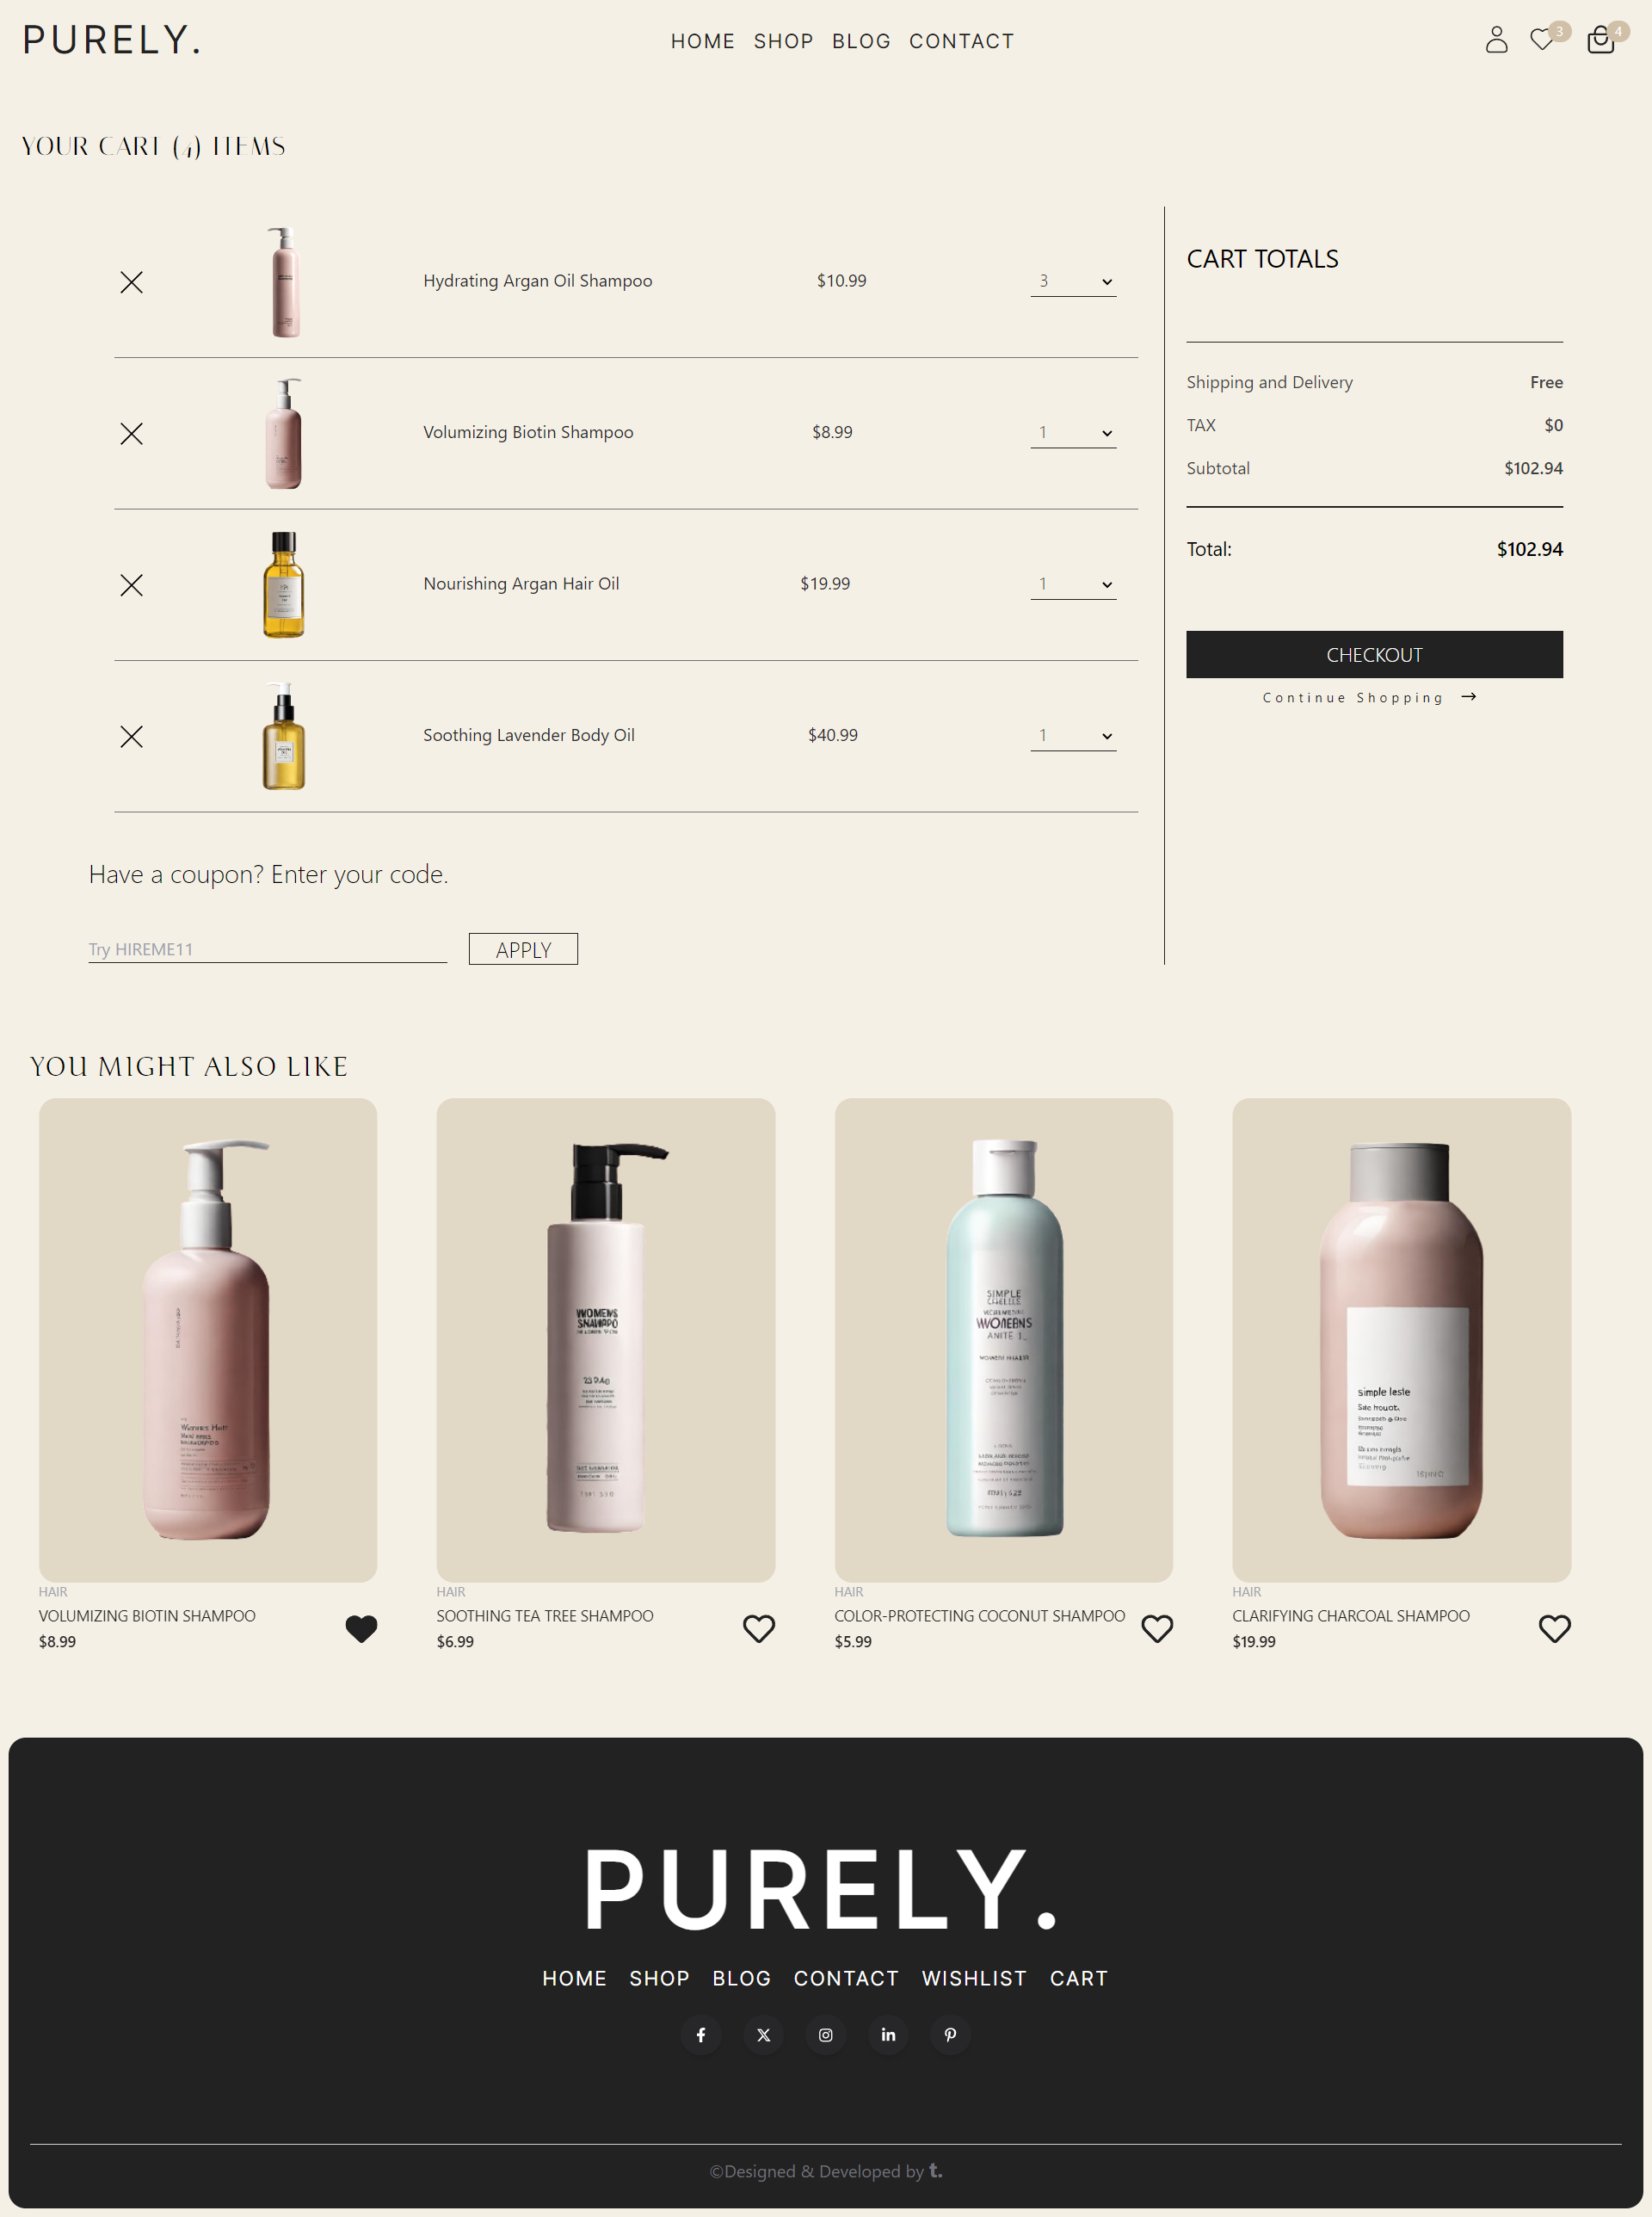 PURELY.
HOME SHOP BLOG CONTACT
3
4
YOUR CART (4) ITEMS
Hydrating Argan Oil Shampoo $10.99 3
Volumizing Biotin Shampoo $8.99 1
Nourishing Argan Hair Oil $19.99 1
Soothing Lavender Body Oil $40.99 1
CART TOTALS
Shipping and Delivery Free
TAX $0
Subtotal $102.94
Total: $102.94
CHECKOUT
Continue Shopping →
Have a coupon? Enter your code.
Try HIREME11 APPLY
YOU MIGHT ALSO LIKE
WOMENS
SIMPLE
simple leste
HAIR
VOLUMIZING BIOTIN SHAMPOO
$8.99
HAIR
SOOTHING TEA TREE SHAMPOO
$6.99
HAIR
COLOR-PROTECTING COCONUT SHAMPOO
$5.99
HAIR
CLARIFYING CHARCOAL SHAMPOO
$19.99
PURELY.
HOME SHOP BLOG CONTACT WISHLIST CART
©Designed & Developed by t.